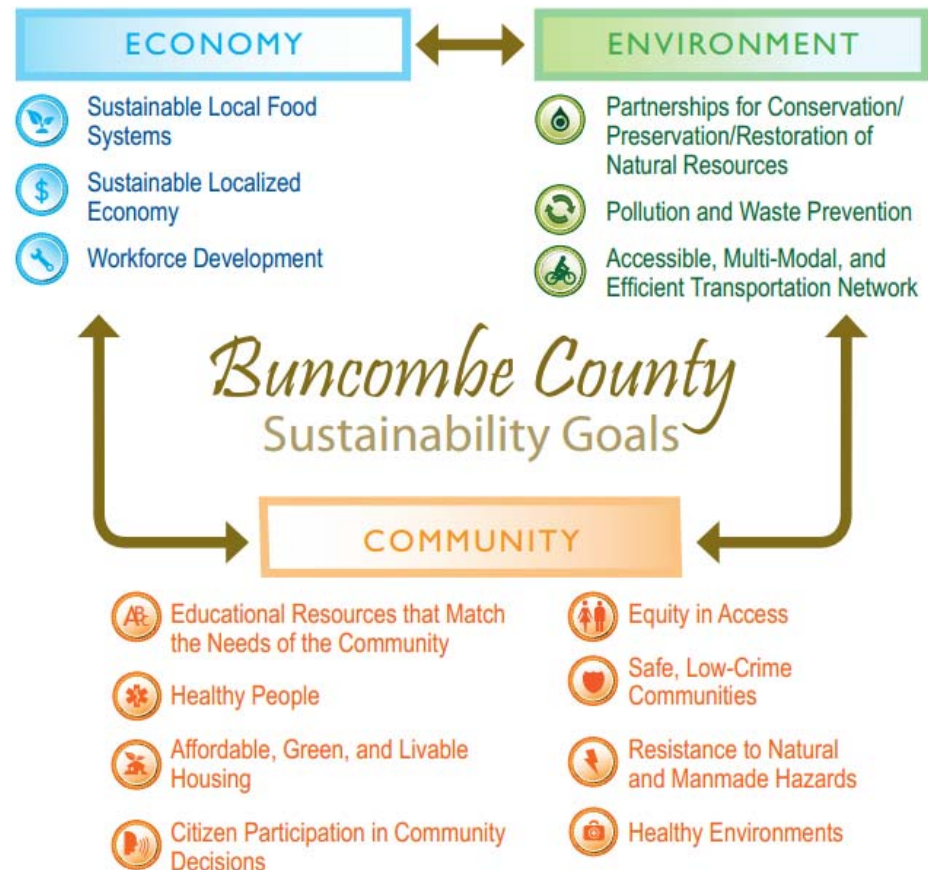 ECONOMY
Sustainable Local Food
Systems
$
Sustainable Localized
Economy
Workforce Development
ENVIRONMENT
Partnerships for Conservation/
Preservation/Restoration of
Natural Resources
Pollution and Waste Prevention
Accessible, Multi-Modal, and
Efficient Transportation Network
Buncombe County
Sustainability Goals
COMMUNITY
ABc
Educational Resources that Match
the Needs of the Community
Healthy People
Affordable, Green, and Livable
Housing
Citizen Participation in Community
Decisions
Equity in Access
Safe, Low-Crime
Communities
Resistance to Natural
and Manmade Hazards
Healthy Environments